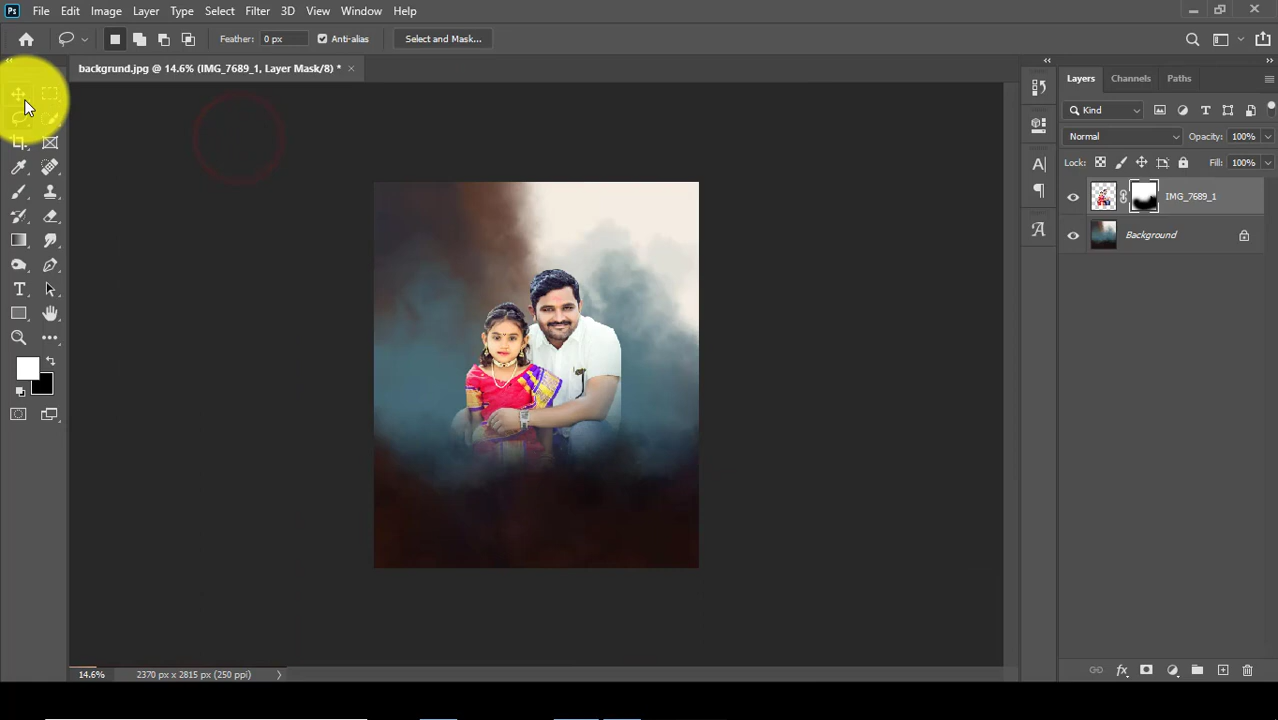 Ps File Edit Image Layer Type Select Filter 3D View Window Help
Feather: 0 px Anti-alias Select and Mask...
backgrund.jpg @ 14.6% (IMG_7689_1, Layer Mask/8) * ×
Layers Channels Paths
Kind
Normal Opacity: 100%
Lock: Fill: 100%
IMG_7689_1
Background
14.6% 2370 px x 2815 px (250 ppi)